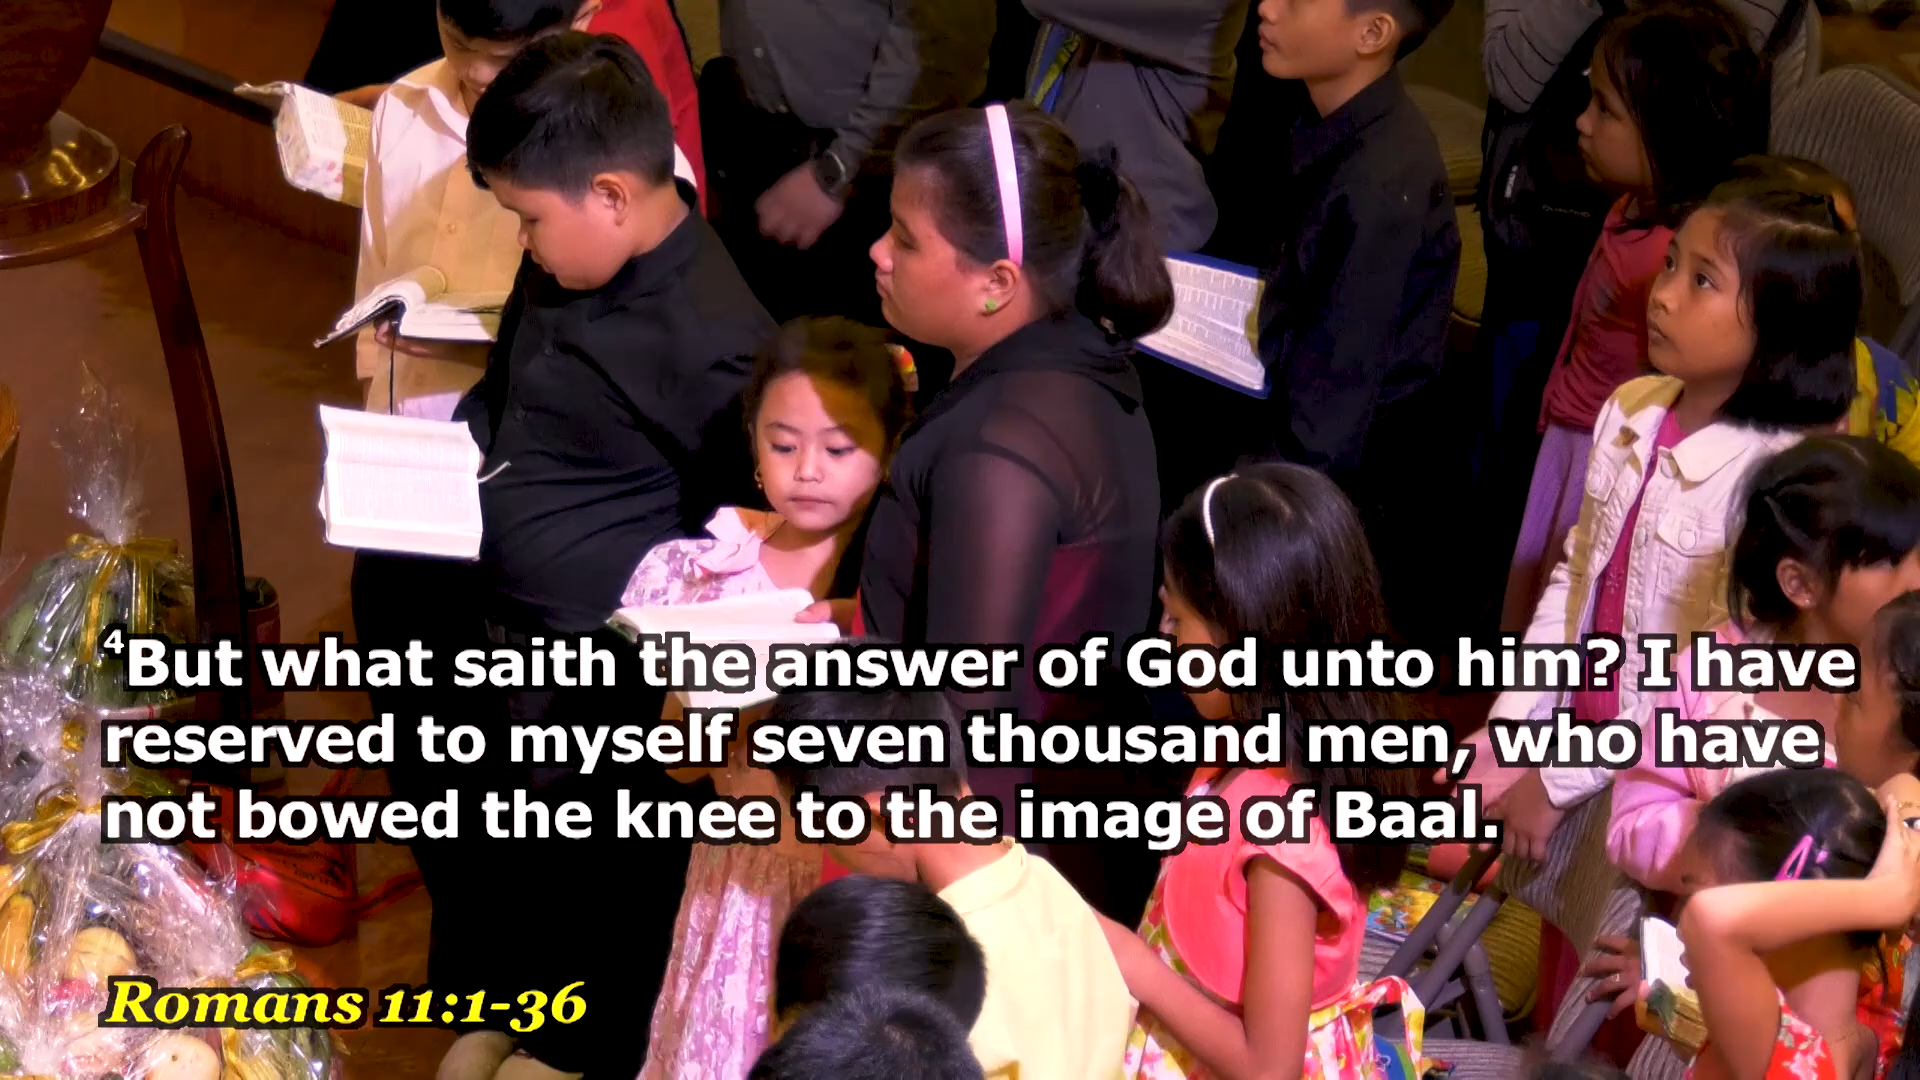 ⁴But what saith the answer of God unto him? I have
reserved to myself seven thousand men, who have
not bowed the knee to the image of Baal.
Romans 11:1-36